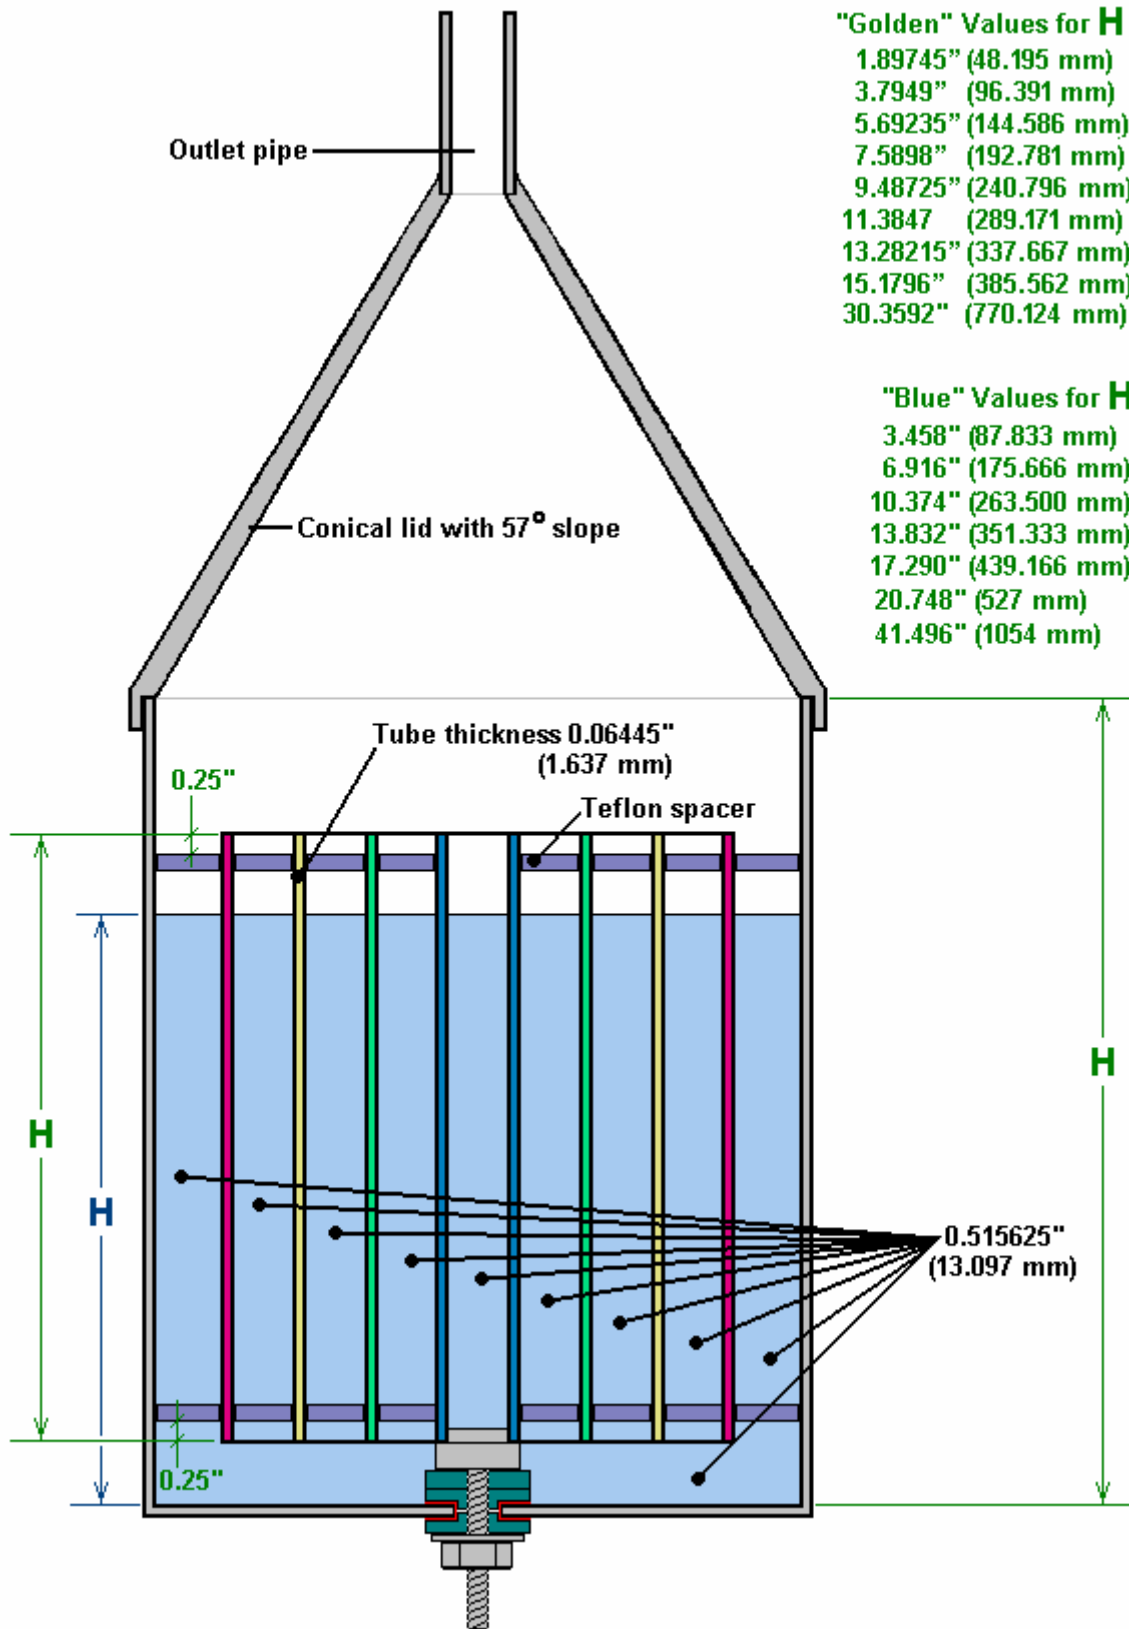 "Golden" Values for H
1.89745” (48.195 mm)
3.7949” (96.391 mm)
5.69235” (144.586 mm)
7.5898” (192.781 mm)
9.48725” (240.796 mm)
11.3847 (289.171 mm)
13.28215” (337.667 mm)
15.1796” (385.562 mm)
30.3592" (770.124 mm)
Outlet pipe
"Blue" Values for H
3.458" (87.833 mm)
6.916" (175.666 mm)
10.374" (263.500 mm)
13.832" (351.333 mm)
17.290" (439.166 mm)
20.748" (527 mm)
41.496" (1054 mm)
Conical lid with 57° slope
Tube thickness 0.06445"
(1.637 mm)
0.25"
Teflon spacer
H
H
H
0.515625"
(13.097 mm)
0.25"